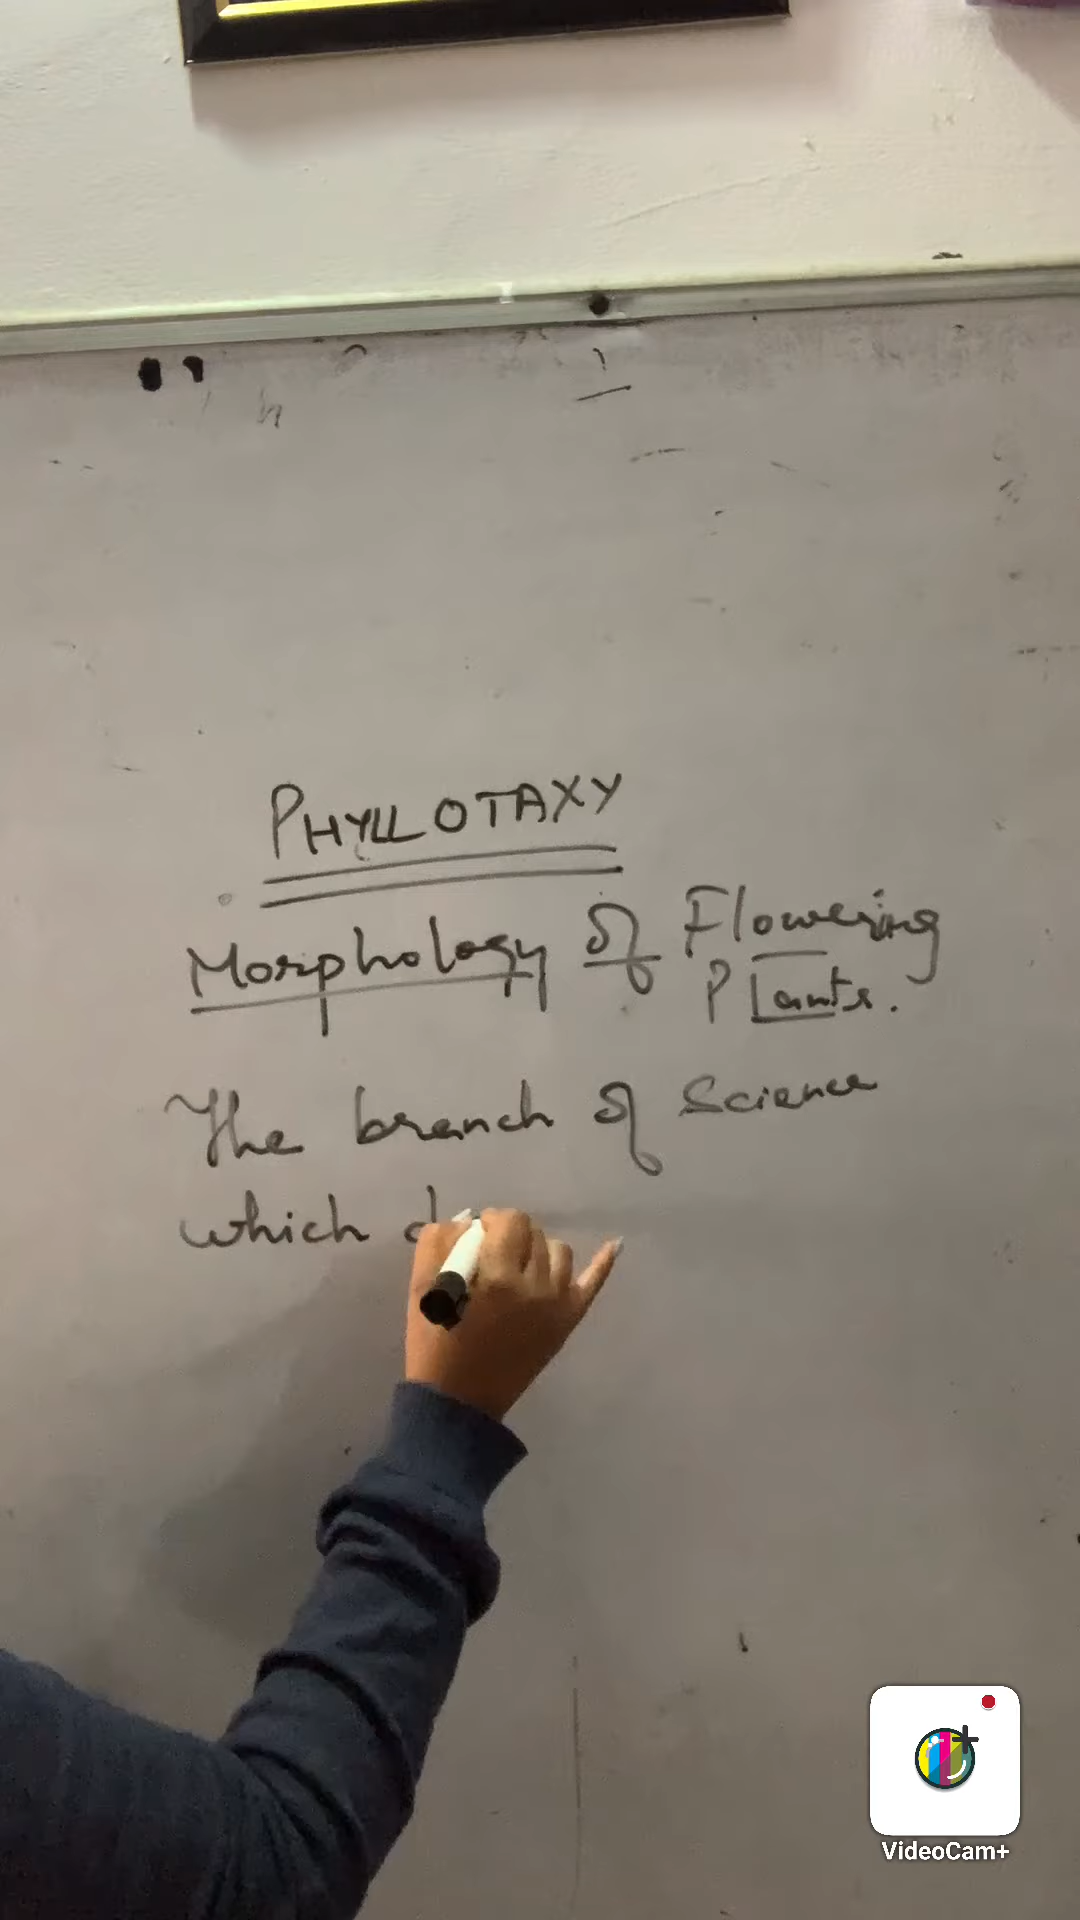 PHYLLOTAXY
Morphology of Flowering
Plants.
The branch of Science
which d
VideoCam+